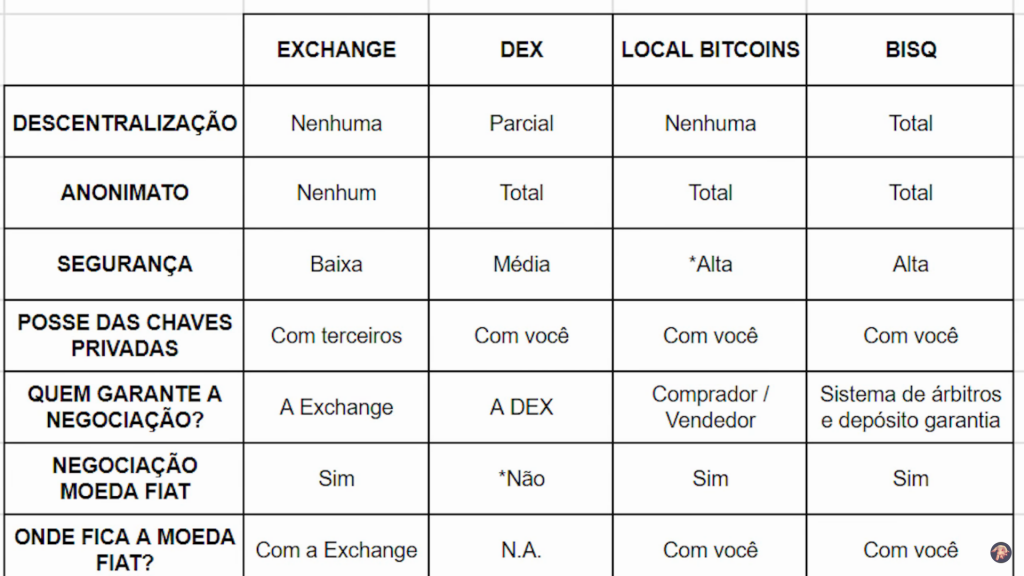 EXCHANGE DEX LOCAL BITCOINS BISQ
DESCENTRALIZAÇÃO Nenhuma Parcial Nenhuma Total
ANONIMATO Nenhum Total Total Total
SEGURANÇA Baixa Média *Alta Alta
POSSE DAS CHAVES
PRIVADAS
Com terceiros Com você Com você Com você
QUEM GARANTE A
NEGOCIAÇÃO?
A Exchange A DEX
Comprador /
Vendedor
Sistema de árbitros
e depósito garantia
NEGOCIAÇÃO
MOEDA FIAT
Sim *Não Sim Sim
ONDE FICA A MOEDA
FIAT?
Com a Exchange N.A. Com você Com você